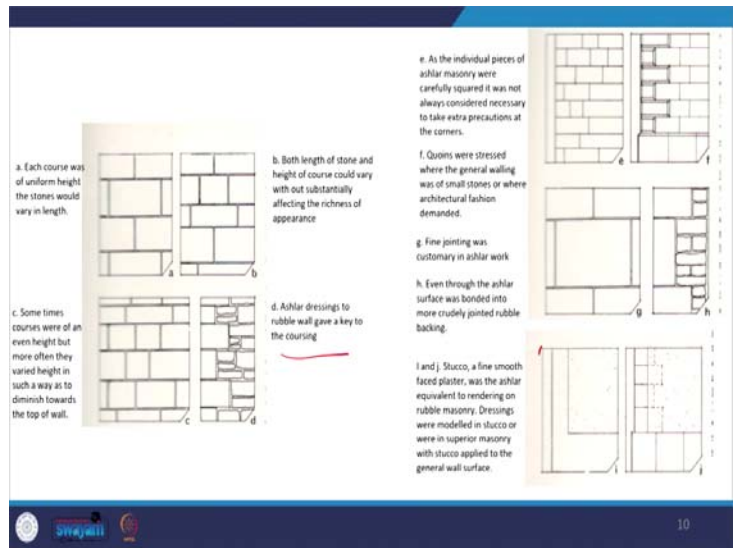 a. Each course was
of uniform height
the stones would
vary in length.
a
b
b. Both length of stone and
height of course could vary
with out substantially
affecting the richness of
appearance
c. Some times
courses were of an
even height but
more often they
varied height in
such a way as to
diminish towards
the top of wall.
c
d
d. Ashlar dressings to
rubble wall gave a key to
the coursing
e. As the individual pieces of
ashlar masonry were
carefully squared it was not
always considered necessary
to take extra precautions at
the corners.
e
f
f. Quoins were stressed
where the general walling
was of small stones or where
architectural fashion
demanded.
g. Fine jointing was
customary in ashlar work
g
h
h. Even through the ashlar
surface was bonded into
more crudely jointed rubble
backing.
I and j. Stucco, a fine smooth
faced plaster, was the ashlar
equivalent to rendering on
rubble masonry. Dressings
were modelled in stucco or
were in superior masonry
with stucco applied to the
general wall surface.
i
j
swayam
10